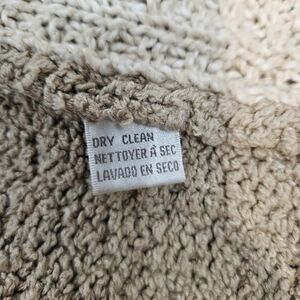 DRY CLEAN
NETTOYER À SEC
LAVADO EN SECO